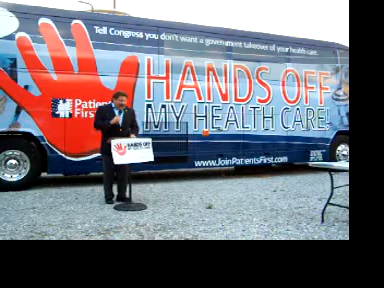 Tell Congress you don't want a government takeover of your health care.
HANDS OFF
MY HEALTH CARE!
Patients
First
www.JoinPatientsFirst.com
HANDS OFF